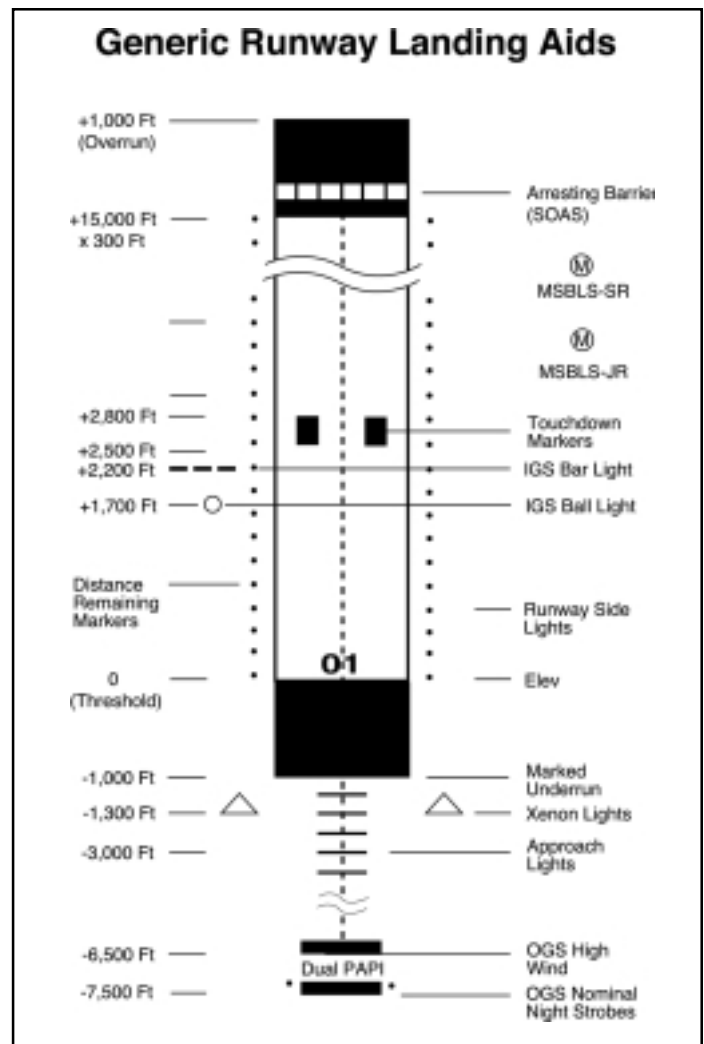 Generic Runway Landing Aids
+1,000 Ft
(Overrun)
Arresting Barrier
(SOAS)
+15,000 Ft
x 300 Ft
M
MSBLS-SR
M
MSBLS-JR
+2,800 Ft
Touchdown
Markers
+2,500 Ft
+2,200 Ft
IGS Bar Light
+1,700 Ft
IGS Ball Light
Distance
Remaining
Markers
Runway Side
Lights
01
0
(Threshold)
Elev
-1,000 Ft
Marked
Underrun
-1,300 Ft
Xenon Lights
-3,000 Ft
Approach
Lights
-6,500 Ft
OGS High
Wind
Dual PAPI
-7,500 Ft
OGS Nominal
Night Strobes